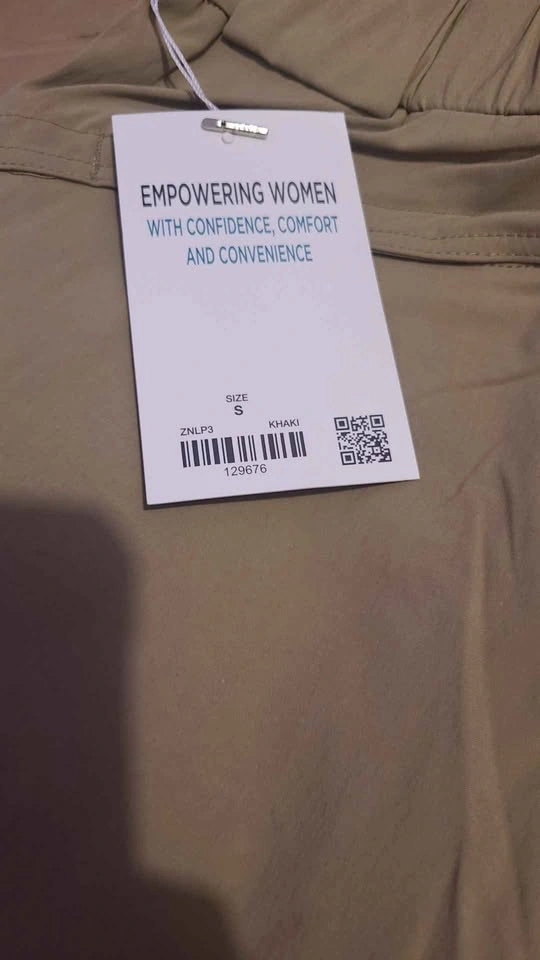 EMPOWERING WOMEN
WITH CONFIDENCE, COMFORT
AND CONVENIENCE
SIZE
S
ZNLP3 KHAKI
129676